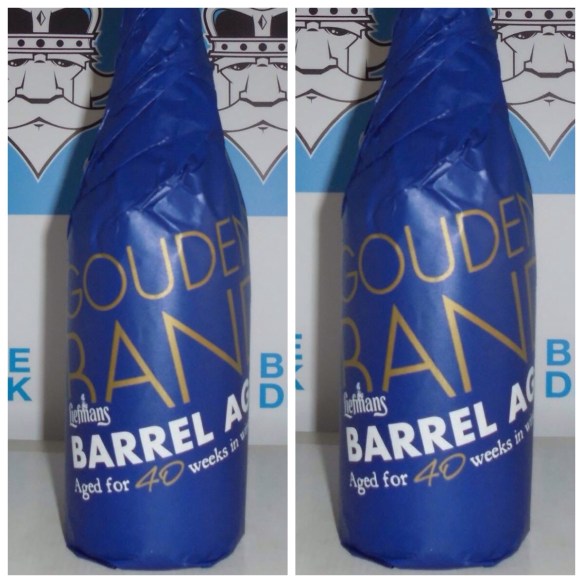 GOUDEN
BAND
Liefmans
BARREL AG
Aged for 40 weeks in w
E
K
B
D
GOUDEN
BAND
Liefmans
BARREL AG
Aged for 40 weeks in w
E
K
B
D